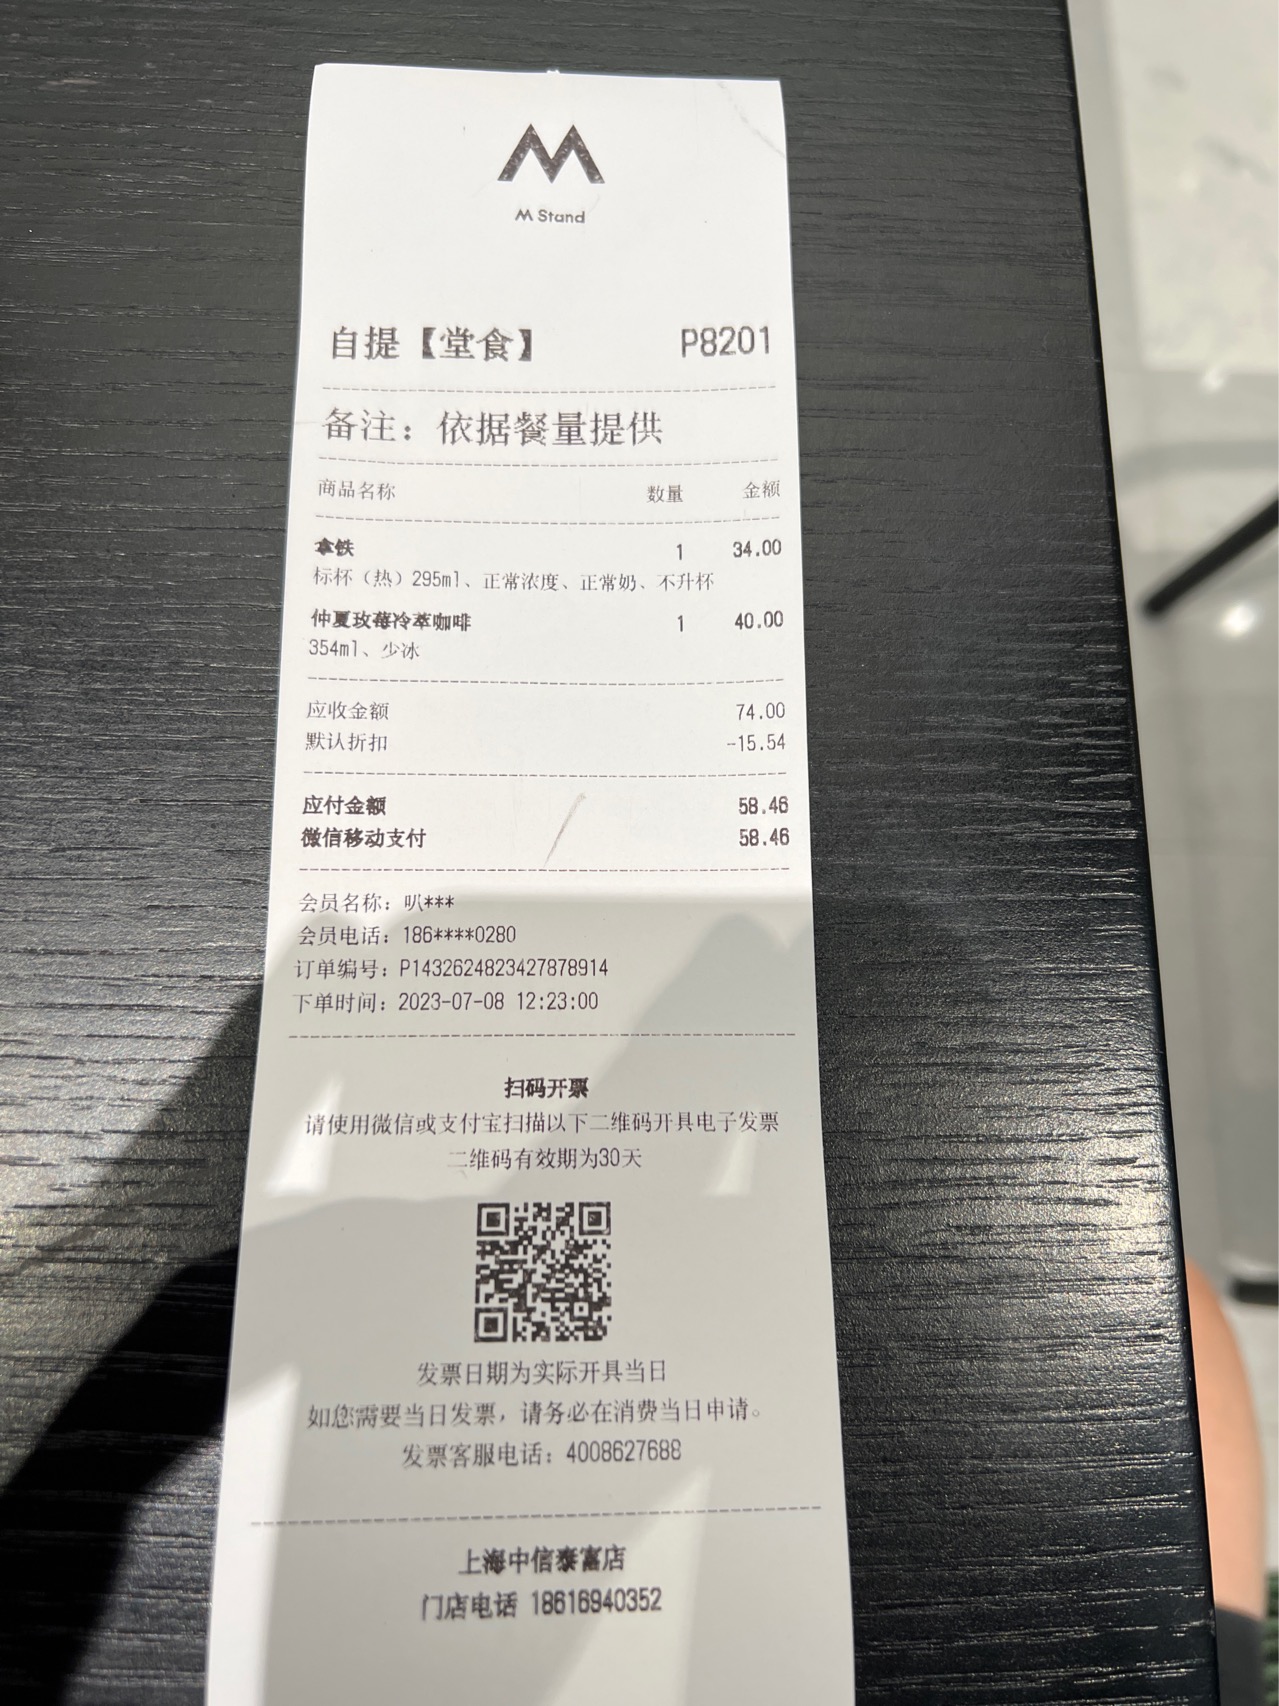 M Stand
自提【堂食】 P8201
备注：依据餐量提供
商品名称 数量 金额
拿铁 1 34.00
标杯（热）295ml、正常浓度、正常奶、不升杯
仲夏玫莓冷萃咖啡 1 40.00
354ml、少冰
应收金额 74.00
默认折扣 -15.54
应付金额 58.46
微信移动支付 58.46
会员名称：叭***
会员电话：186****0280
订单编号：P1432624823427878914
下单时间：2023-07-08 12:23:00
扫码开票
请使用微信或支付宝扫描以下二维码开具电子发票
二维码有效期为30天
发票日期为实际开具当日
如您需要当日发票，请务必在消费当日申请。
发票客服电话：4008627688
上海中信泰富店
门店电话 18616940352